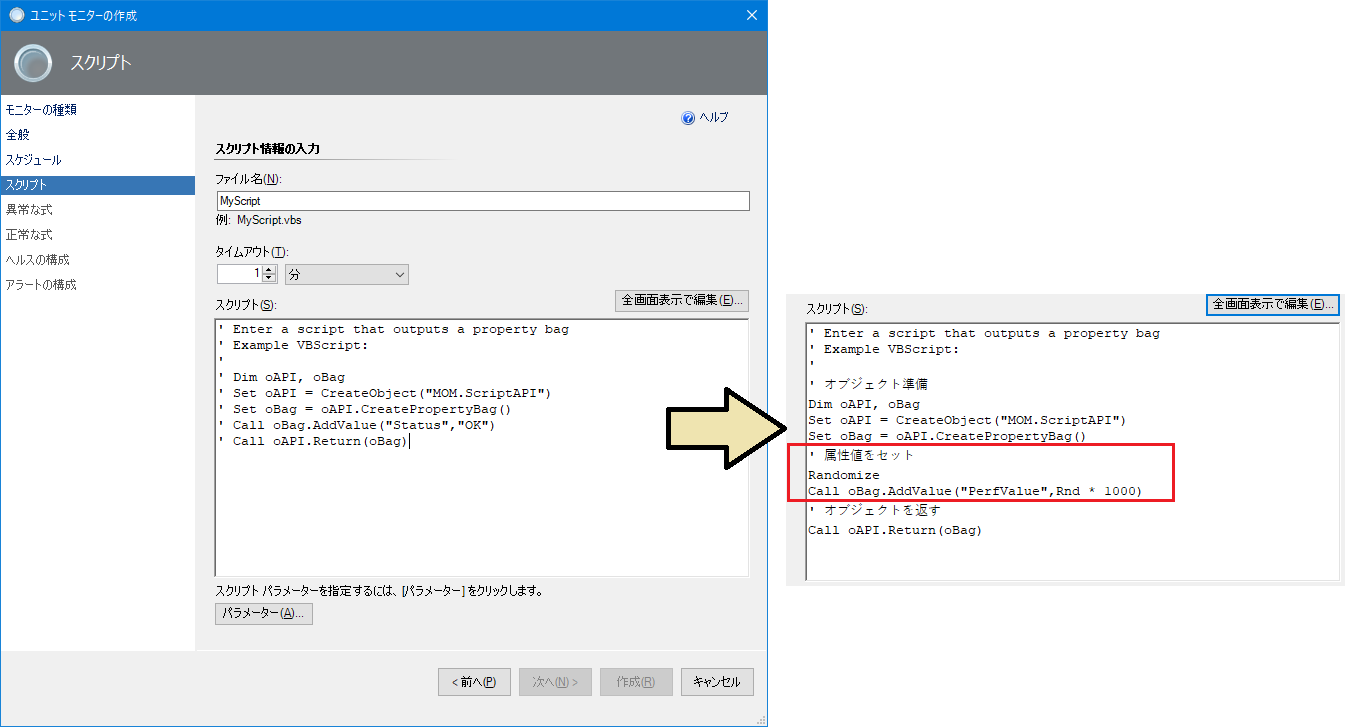 ユニット モニターの作成
スクリプト
モニターの種類
全般
スケジュール
スクリプト
異常な式
正常な式
ヘルスの構成
アラートの構成
ヘルプ
スクリプト情報の入力
ファイル名(N):
MyScript
例: MyScript.vbs
タイムアウト(T):
1 分
スクリプト(S):
全画面表示で編集(E)...
' Enter a script that outputs a property bag
' Example VBScript:
'
' Dim oAPI, oBag
' Set oAPI = CreateObject("MOM.ScriptAPI")
' Set oBag = oAPI.CreatePropertyBag()
' Call oBag.AddValue("Status","OK")
' Call oAPI.Return(oBag)
スクリプト パラメーターを指定するには、[パラメーター] をクリックします。
パラメーター(A)...
< 前へ(P)
次へ(N) >
作成(R)
キャンセル
スクリプト(S):
全画面表示で編集(E)...
' Enter a script that outputs a property bag
' Example VBScript:
'
' オブジェクト準備
Dim oAPI, oBag
Set oAPI = CreateObject("MOM.ScriptAPI")
Set oBag = oAPI.CreatePropertyBag()
' 属性値をセット
Randomize
Call oBag.AddValue("PerfValue",Rnd * 1000)
' オブジェクトを返す
Call oAPI.Return(oBag)